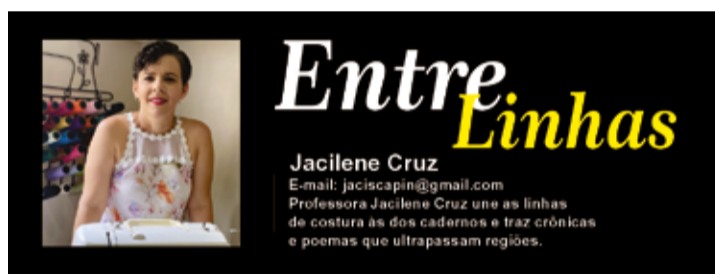 Entre
Linhas
Jacilene Cruz
E-mail: jaciscapin@gmail.com
Professora Jacilene Cruz une as linhas
de costura às dos cadernos e traz crônicas
e poemas que ultrapassam regiões.